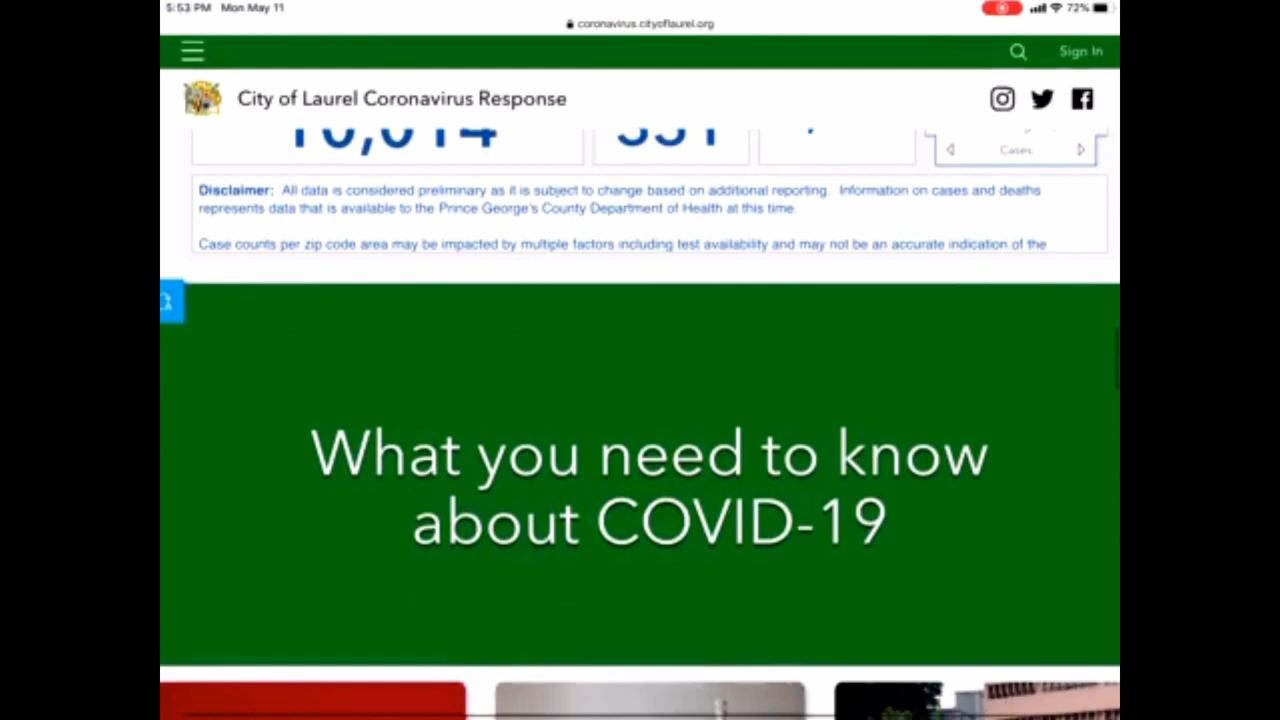 5:53 PM Mon May 11
72%
coronavirus.cityoflaurel.org
Sign In
City of Laurel Coronavirus Response
10,014
Cases
Disclaimer: All data is considered preliminary as it is subject to change based on additional reporting. Information on cases and deaths
represents data that is available to the Prince George's County Department of Health at this time.
Case counts per zip code area may be impacted by multiple factors including test availability and may not be an accurate indication of the
What you need to know
about COVID-19